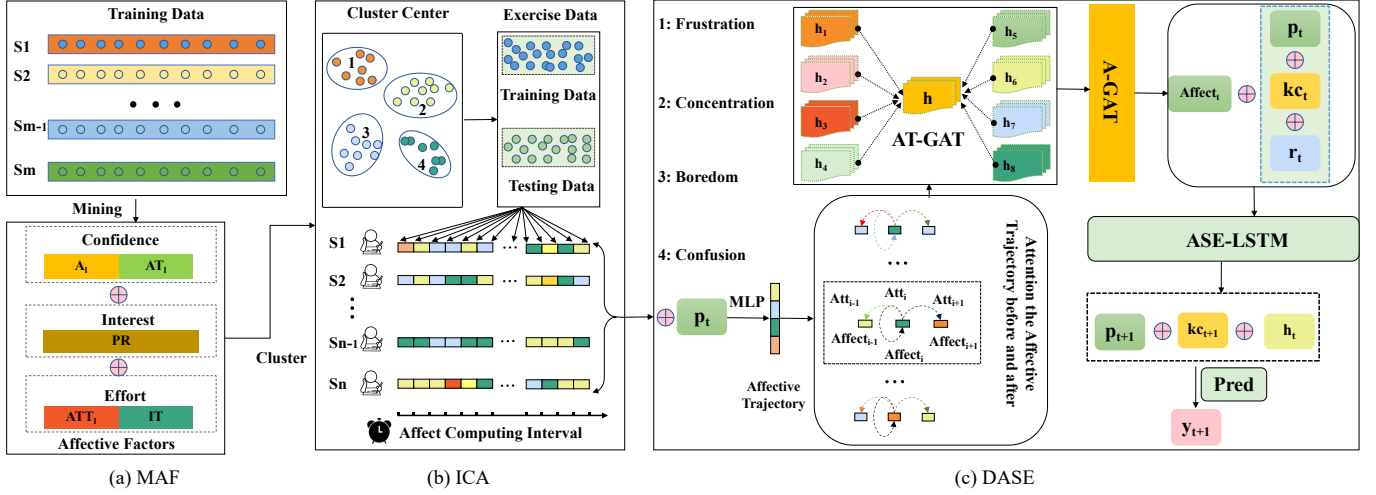 Training Data
S1
S2
• • •
Sm-1
Sm
Mining
Confidence
A₁ AT₁
Interest
PR
Effort
ATT₁ IT
Affective Factors
(a) MAF
Cluster
Cluster Center
1
2
3
4
Exercise Data
Training Data
Testing Data
S1
...
S2
Sn-1
...
Sn
Affect Computing Interval
(b) ICA
1: Frustration
2: Concentration
3: Boredom
4: Confusion
h₁
h₂
h₃
h₄
h
AT-GAT
h₅
h₆
h₇
h₈
A-GAT
Affectₜ
pₜ
kcₜ
rₜ
pₜ
MLP
Affective
Trajectory
...
Attᵢ₋₁ Attᵢ Attᵢ₊₁
Affectᵢ₋₁ Affectᵢ Affectᵢ₊₁
...
Attention the Affective
Trajectory before and after
ASE-LSTM
pₜ₊₁ kcₜ₊₁ hₜ
Pred
yₜ₊₁
(c) DASE